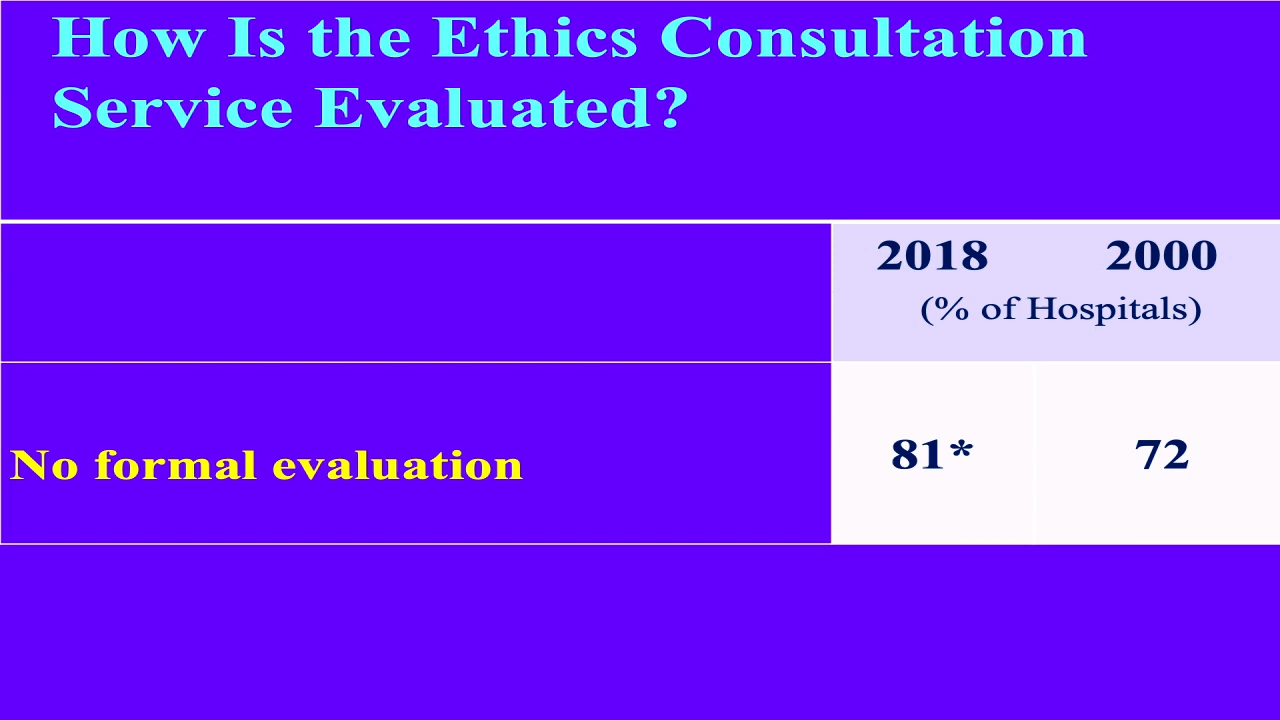 How Is the Ethics Consultation
Service Evaluated?
2018 2000
(% of Hospitals)
No formal evaluation 81* 72